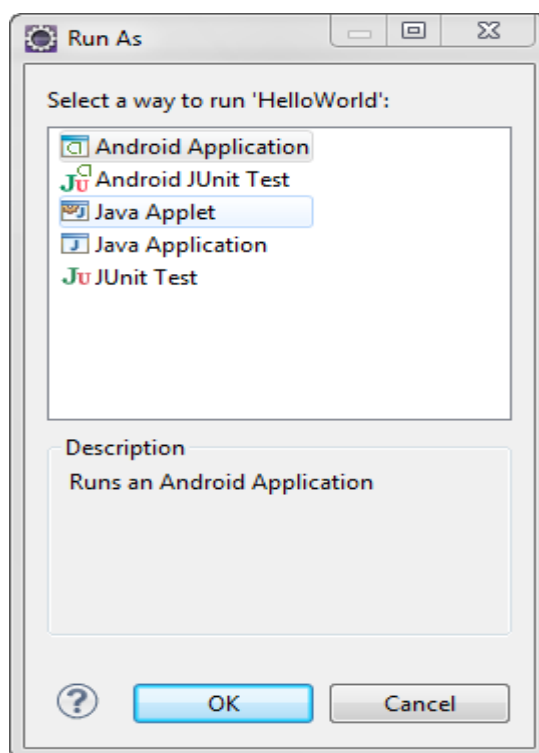 Run As
Select a way to run 'HelloWorld':
Android Application
Android JUnit Test
Java Applet
Java Application
JUnit Test
Description
Runs an Android Application
OK
Cancel